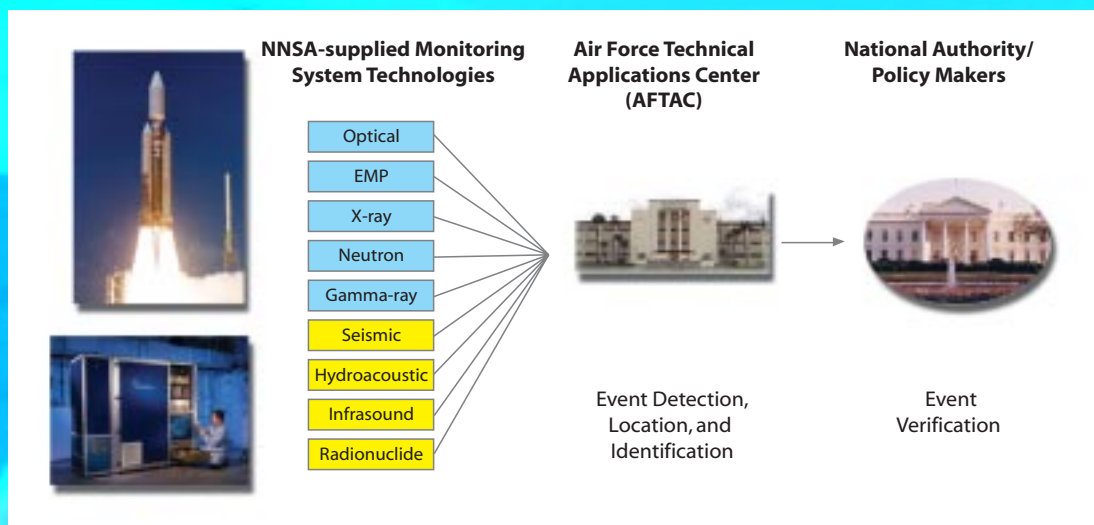 NNSA-supplied Monitoring
System Technologies
Air Force Technical
Applications Center
(AFTAC)
National Authority/
Policy Makers
Optical
EMP
X-ray
Neutron
Gamma-ray
Seismic
Hydroacoustic
Infrasound
Radionuclide
Event Detection,
Location, and
Identification
Event
Verification